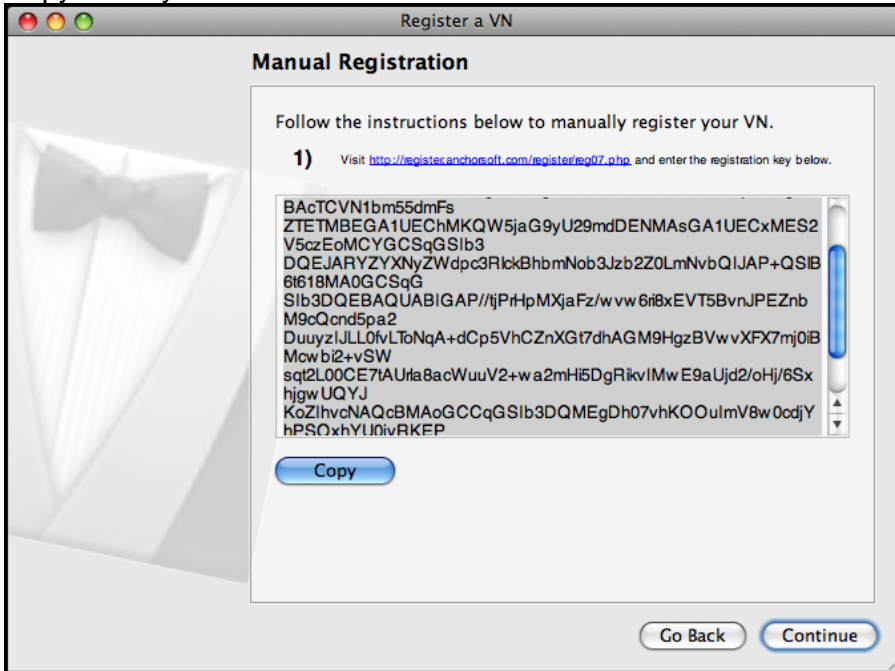 Register a VN
Manual Registration
Follow the instructions below to manually register your VN.
1) Visit http://register.anchorsoft.com/register/reg07.php and enter the registration key below.
BAcTCVN1bm55dmFs
ZTETMBEGA1UEChMKQW5jaG9yU29mdDENMAsGA1UECxMES2
V5czEoMCYGCSqGSIb3
DQEJARYZYXNyZWdpc3RlckBhbmNob3Jzb2Z0LmNvbQIJAP+QSIB
6t618MA0GCSqG
SIb3DQEBAQUABIGAP//tjPrHpMXjaFz/wvw6ri8xEVT5BvnJPEZnb
M9cQcnd5pa2
DuuyzIJLL0fvLToNqA+dCp5VhCZnXGt7dhAGM9HgzBVwvXFX7mj0iB
Mcwbi2+vSW
sqt2L00CE7tAUrla8acWuuV2+wa2mHi5DgRikvIMwE9aUjd2/oHj/6Sx
hjgwUQYJ
KoZIhvcNAQcBMAoGCCqGSIb3DQMEgDh07vhKOOulmV8w0cdjY
hPSOxhYU0ivRKEP
Copy
Go Back
Continue